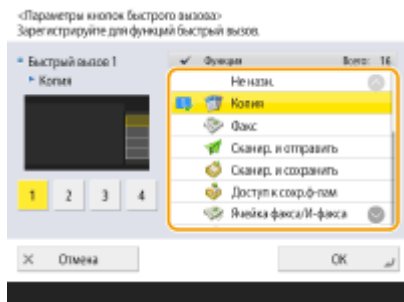 <Параметры кнопок быстрого вызова>
Зарегистрируйте для функций быстрый вызов.
Быстрый вызов 1
Копия
Функция Всего: 16
Не назн.
Копия
Факс
Сканир. и отправить
Сканир. и сохранить
Доступ к сохр.ф-лам
Ячейка факса/И-факса
1 2 3 4
Отмена
OK